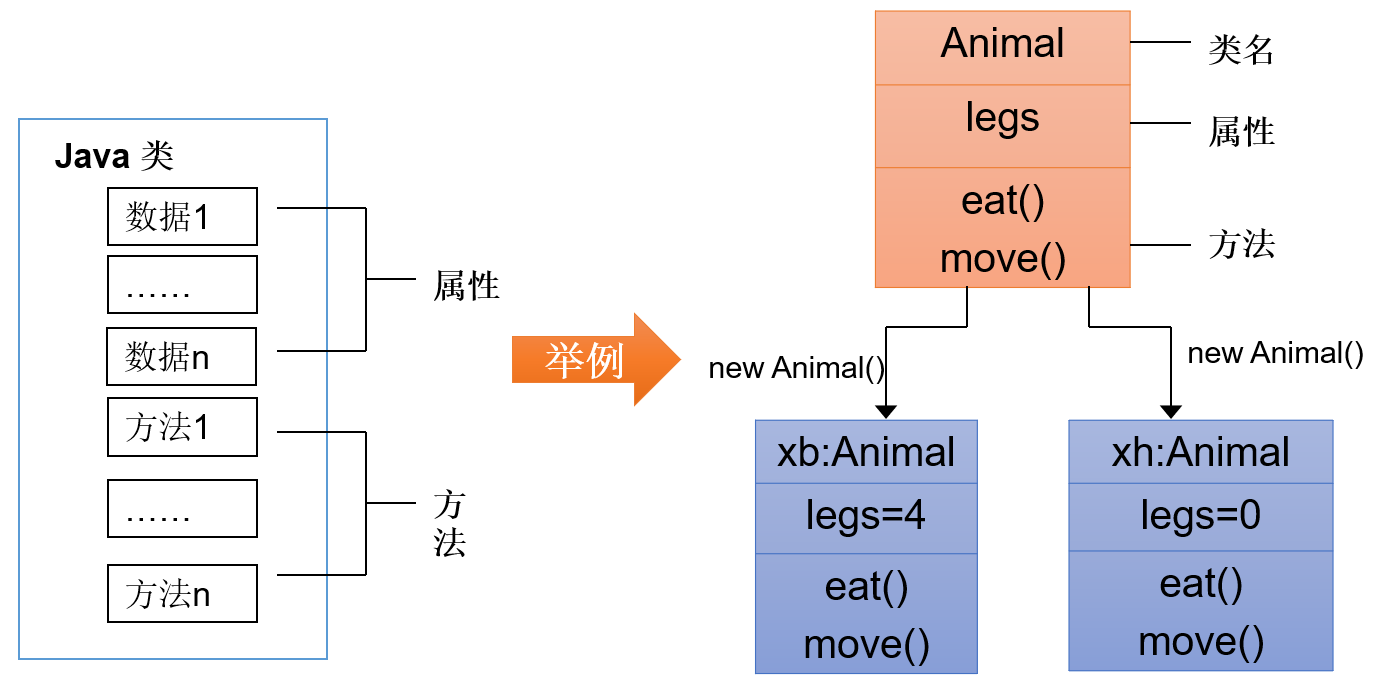 Java 类
数据1
……
数据n
方法1
……
方法n
属性
方
法
举例
Animal
legs
eat()
move()
类名
属性
方法
new Animal()
new Animal()
xb:Animal
legs=4
eat()
move()
xh:Animal
legs=0
eat()
move()